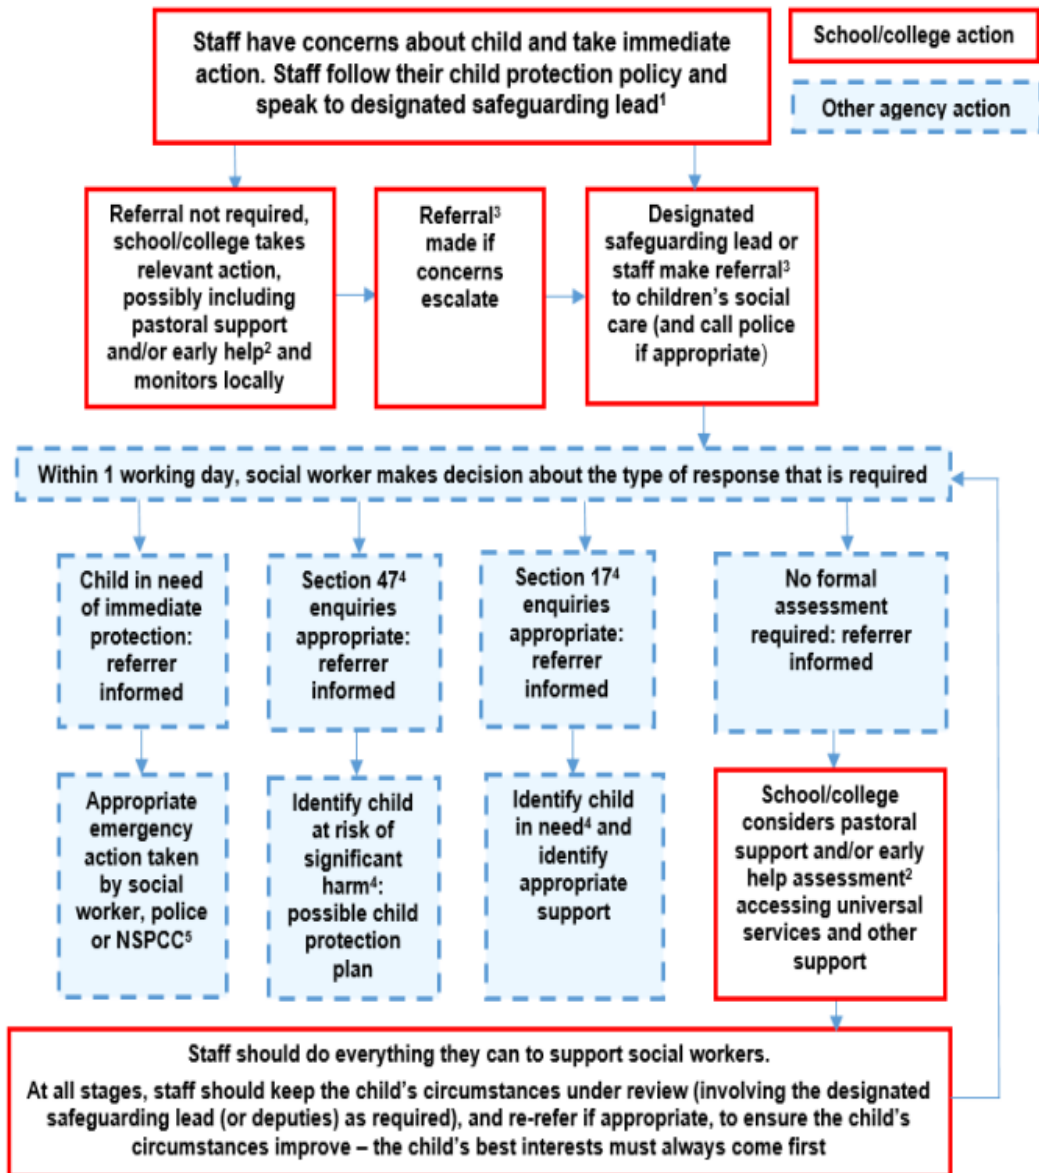 Staff have concerns about child and take immediate
action. Staff follow their child protection policy and
speak to designated safeguarding lead¹
School/college action
Other agency action
Referral not required,
school/college takes
relevant action,
possibly including
pastoral support
and/or early help² and
monitors locally
Referral³
made if
concerns
escalate
Designated
safeguarding lead or
staff make referral³
to children’s social
care (and call police
if appropriate)
Within 1 working day, social worker makes decision about the type of response that is required
Child in need
of immediate
protection:
referrer
informed
Section 47⁴
enquiries
appropriate:
referrer
informed
Section 17⁴
enquiries
appropriate:
referrer
informed
No formal
assessment
required: referrer
informed
Appropriate
emergency
action taken
by social
worker, police
or NSPCC⁵
Identify child
at risk of
significant
harm⁴:
possible child
protection
plan
Identify child
in need⁴ and
identify
appropriate
support
School/college
considers pastoral
support and/or early
help assessment²
accessing universal
services and other
support
Staff should do everything they can to support social workers.
At all stages, staff should keep the child’s circumstances under review (involving the designated
safeguarding lead (or deputies) as required), and re-refer if appropriate, to ensure the child’s
circumstances improve – the child’s best interests must always come first